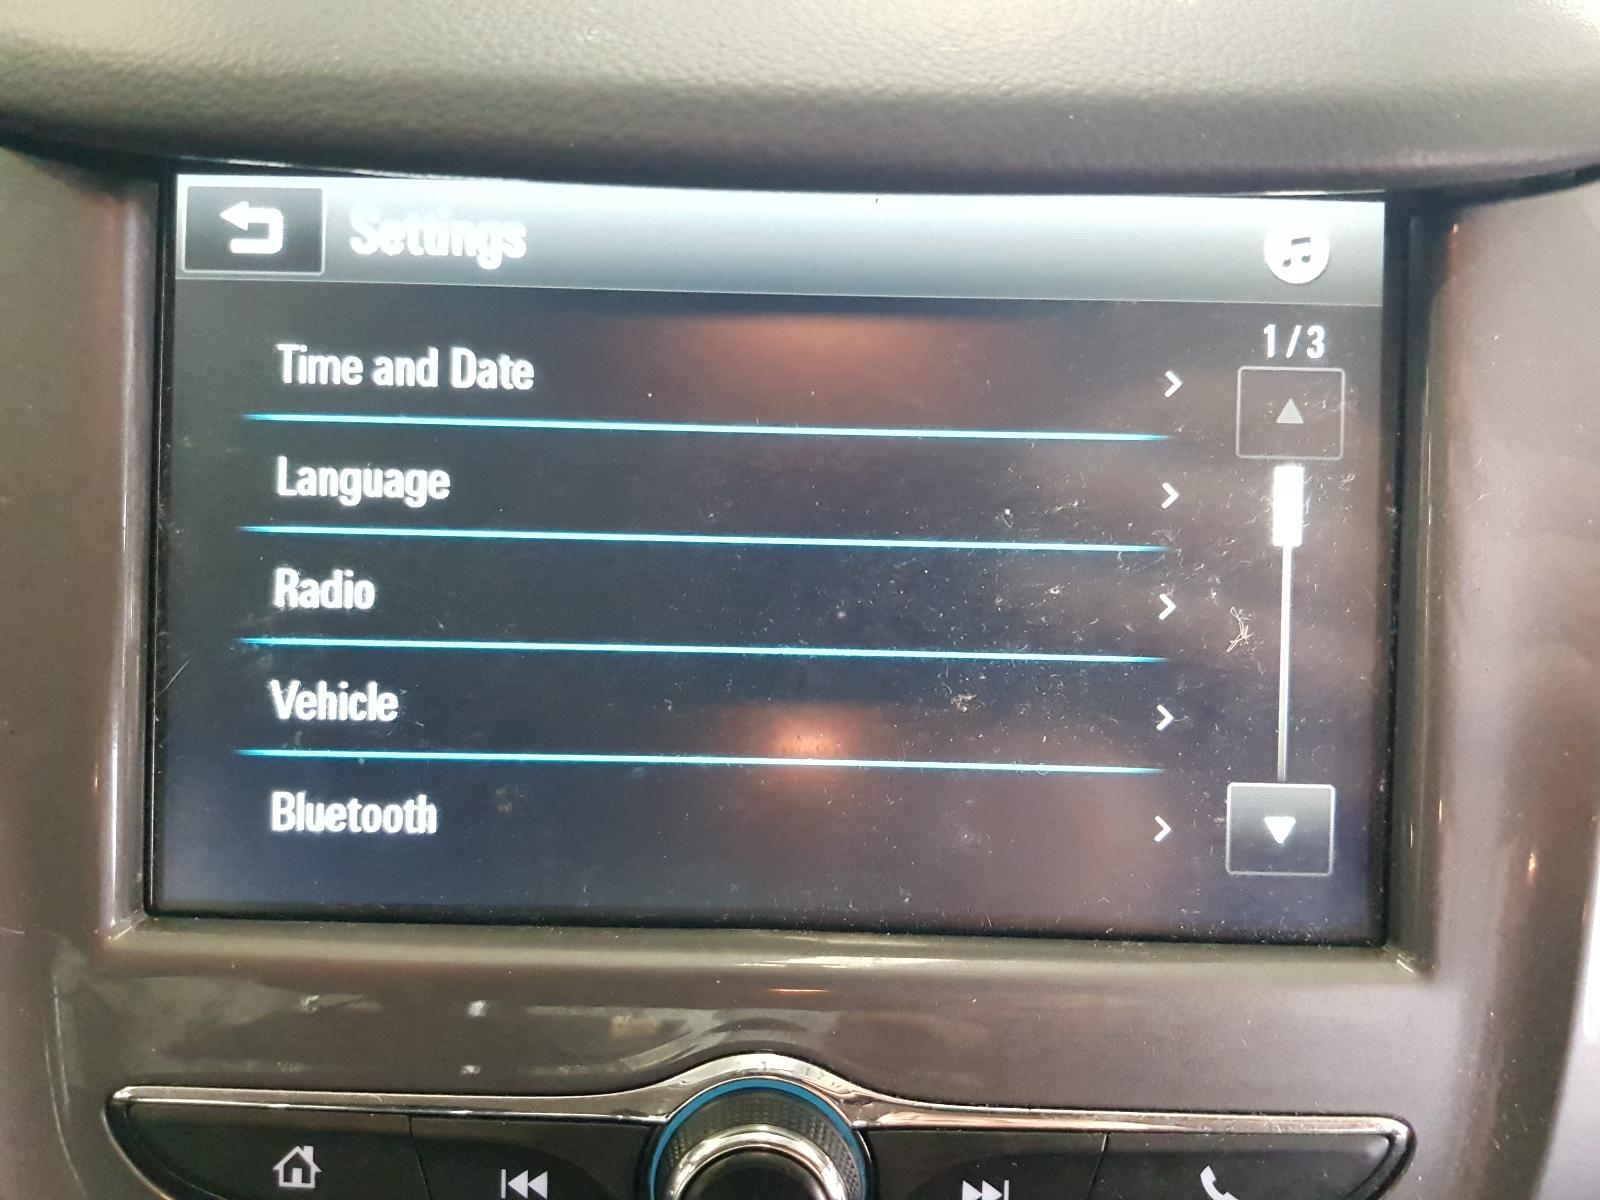 Settings
1/3
Time and Date
Language
Radio
Vehicle
Bluetooth